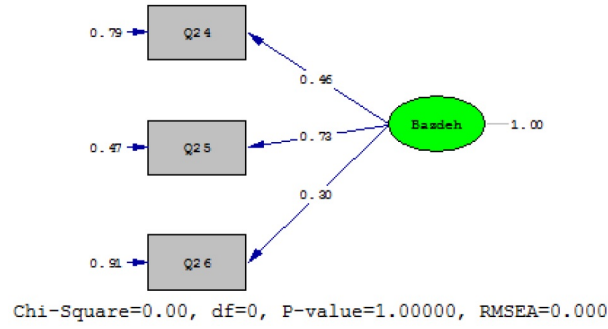 0.79 Q24
0.46
Bazdeh 1.00
0.73
0.47 Q25
0.30
0.91 Q26
Chi-Square=0.00, df=0, P-value=1.00000, RMSEA=0.000